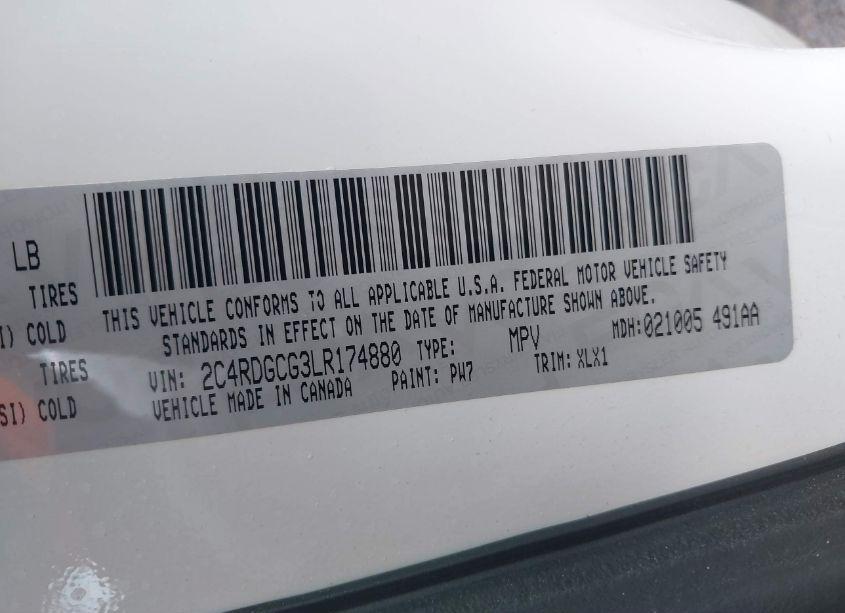 LB
TIRES
I) COLD
TIRES
SI) COLD
THIS VEHICLE CONFORMS TO ALL APPLICABLE U.S.A. FEDERAL MOTOR VEHICLE SAFETY
STANDARDS IN EFFECT ON THE DATE OF MANUFACTURE SHOWN ABOVE.
VIN: 2C4RDGCG3LR174880 TYPE: MPV MDH:021005 491AA
VEHICLE MADE IN CANADA PAINT: PW7 TRIM: XLX1